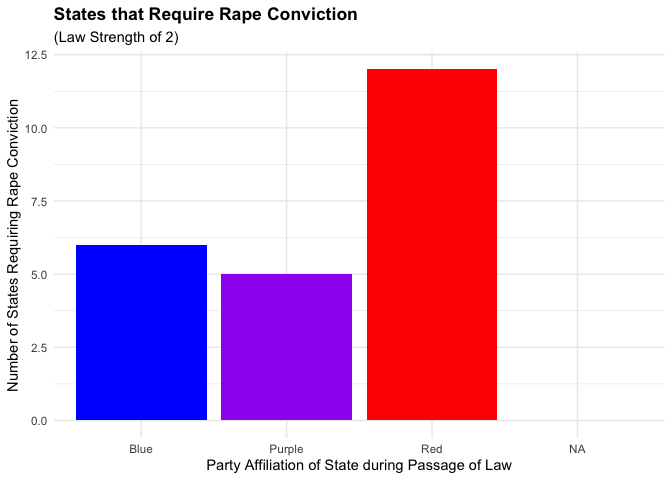 States that Require Rape Conviction
(Law Strength of 2)
Number of States Requiring Rape Conviction
12.5
10.0
7.5
5.0
2.5
0.0
Blue
Purple
Red
NA
Party Affiliation of State during Passage of Law